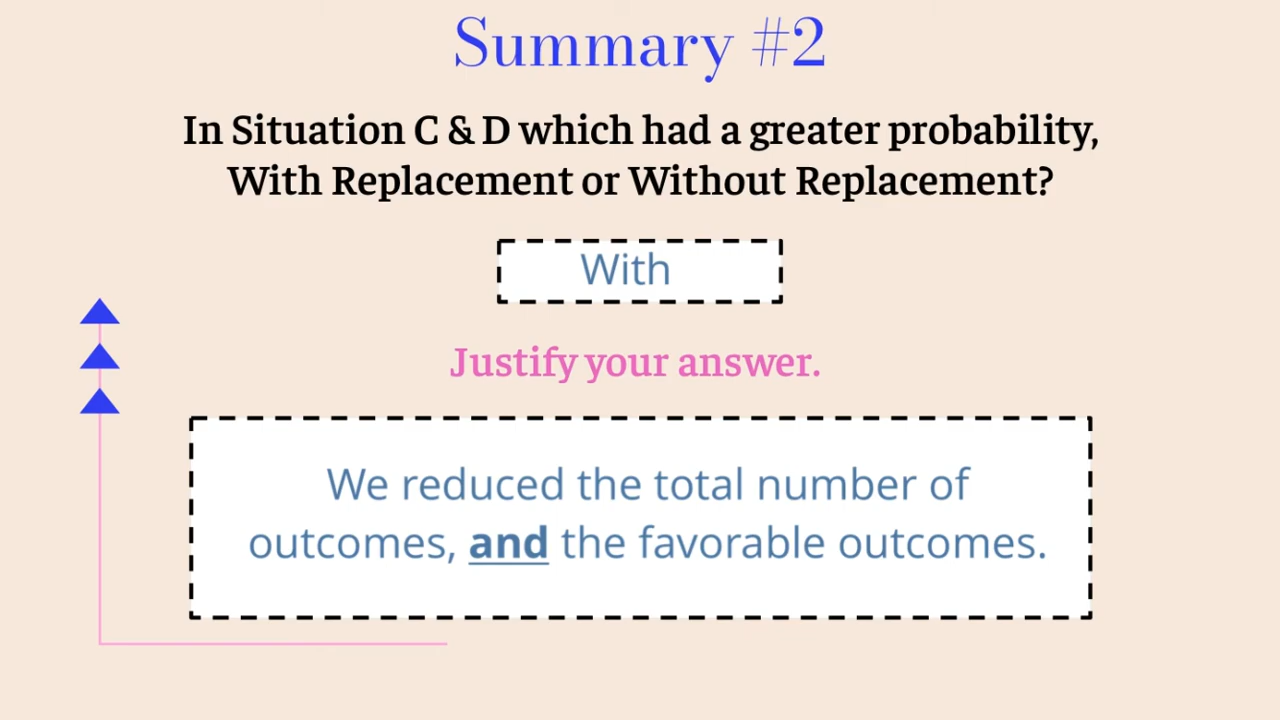 Summary #2
In Situation C & D which had a greater probability,
With Replacement or Without Replacement?
With
Justify your answer.
We reduced the total number of
outcomes, and the favorable outcomes.